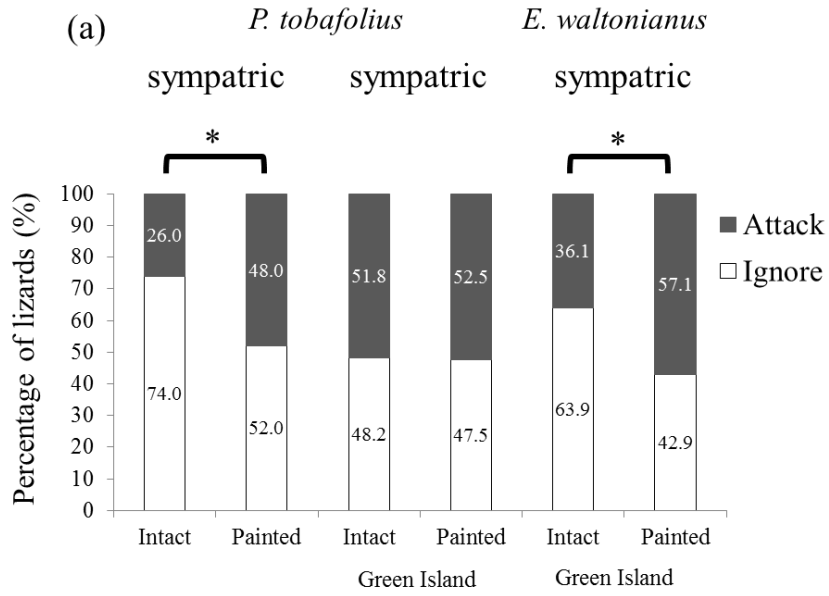 (a) P. tobafolius E. waltonianus
sympatric sympatric sympatric
* *
Percentage of lizards (%)
100
90
80
70
60
50
40
30
20
10
0
26.0 48.0 51.8 52.5 36.1 57.1
74.0 52.0 48.2 47.5 63.9 42.9
Attack
Ignore
Intact Painted Intact Painted Intact Painted
Green Island Green Island